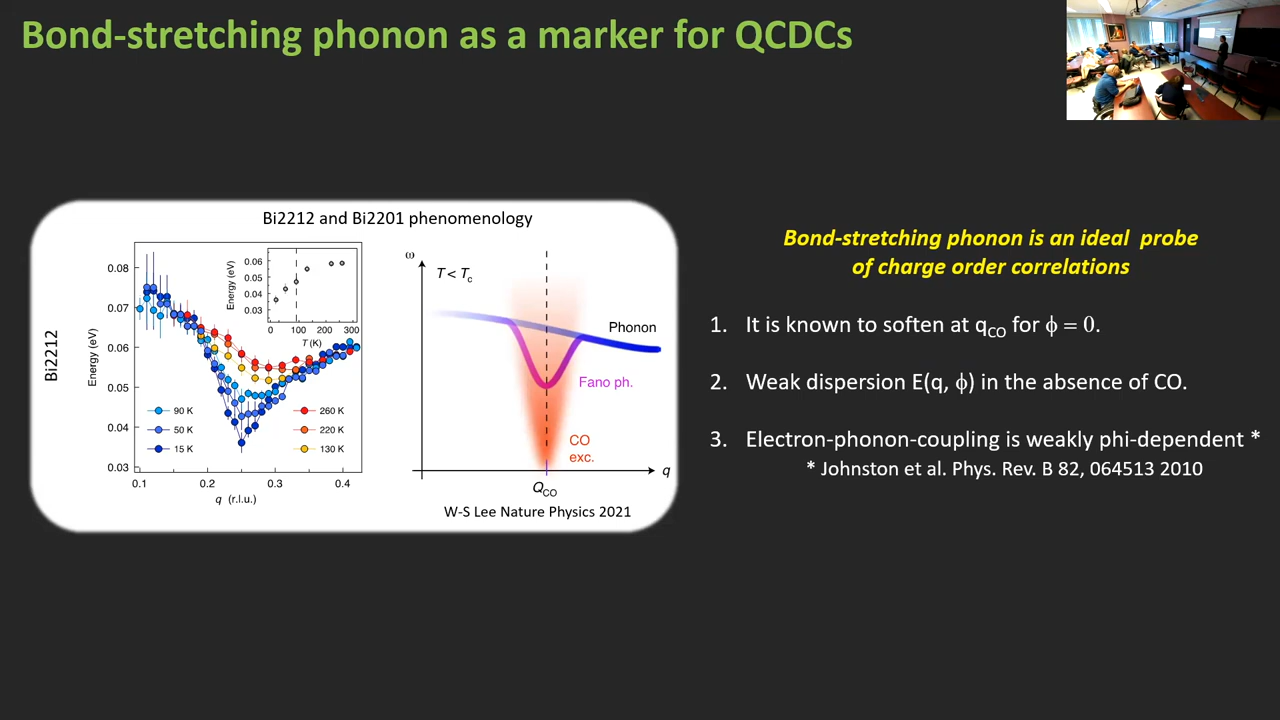 Bond-stretching phonon as a marker for QCDCs
Bi2212 and Bi2201 phenomenology
Bi2212
Energy (eV)
0.08
0.07
0.06
0.05
0.04
0.03
0.1
0.2
0.3
0.4
q (r.l.u.)
Energy (eV)
0.06
0.05
0.04
0.03
0
100
200
300
T (K)
90 K
50 K
15 K
260 K
220 K
130 K
ω
T < Tc
Phonon
Fano ph.
CO
exc.
q
QCO
W-S Lee Nature Physics 2021
Bond-stretching phonon is an ideal probe
of charge order correlations
1. It is known to soften at qCO for ϕ = 0.
2. Weak dispersion E(q, ϕ) in the absence of CO.
3. Electron-phonon-coupling is weakly phi-dependent *
* Johnston et al. Phys. Rev. B 82, 064513 2010